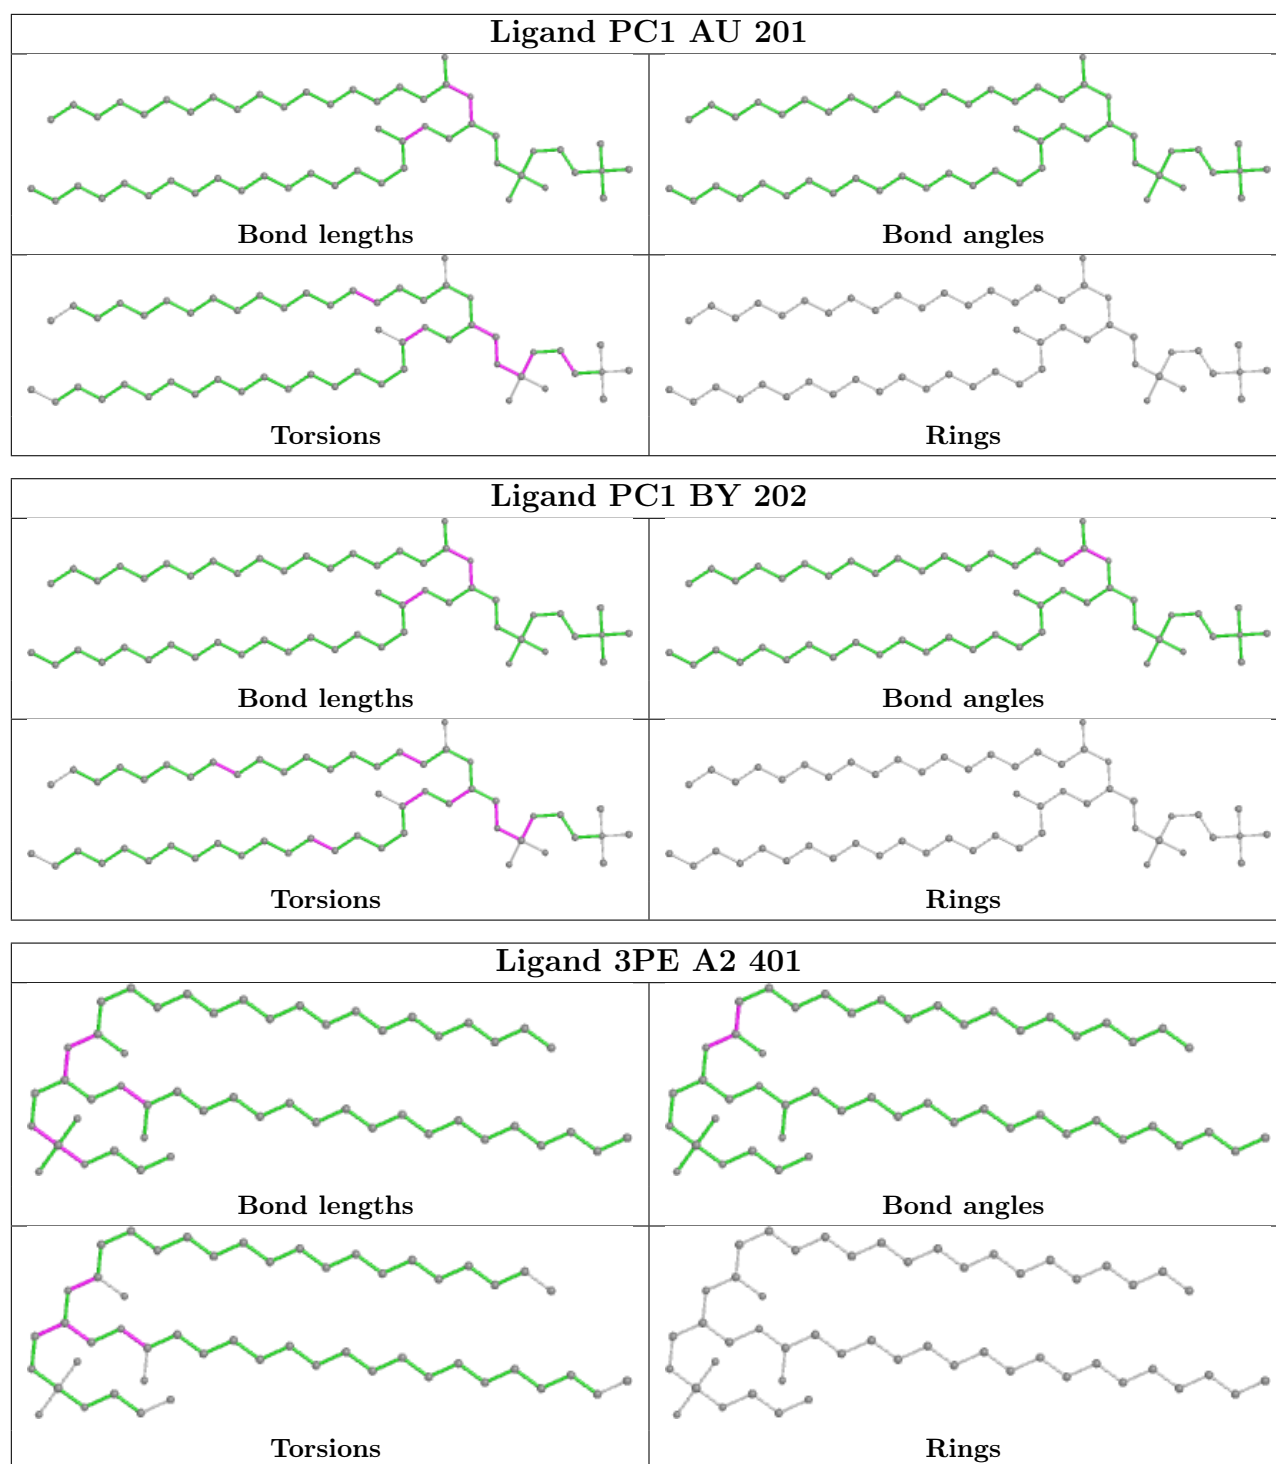 Ligand PC1 AU 201
Bond lengths
Bond angles
Torsions
Rings
Ligand PC1 BY 202
Bond lengths
Bond angles
Torsions
Rings
Ligand 3PE A2 401
Bond lengths
Bond angles
Torsions
Rings